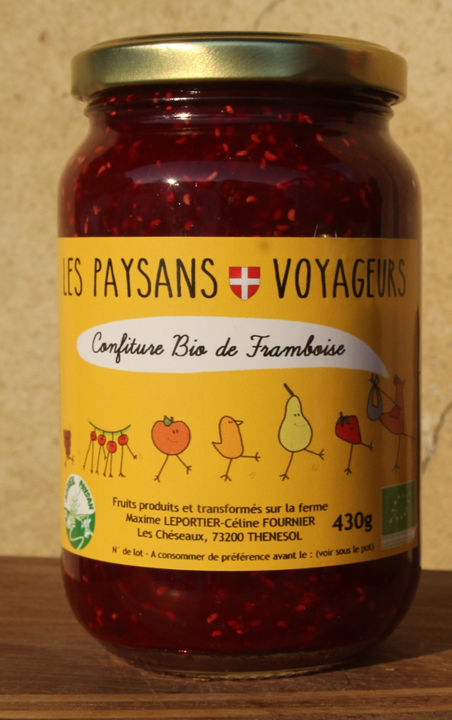 LES PAYSANS VOYAGEURS
Confiture Bio de Framboise
Fruits produits et transformés sur la ferme
Maxime LEPORTIER-Céline FOURNIER
Les Chéseaux, 73200 THENESOL
430g
N° de lot - A consommer de préférence avant le : (voir sous le pot)